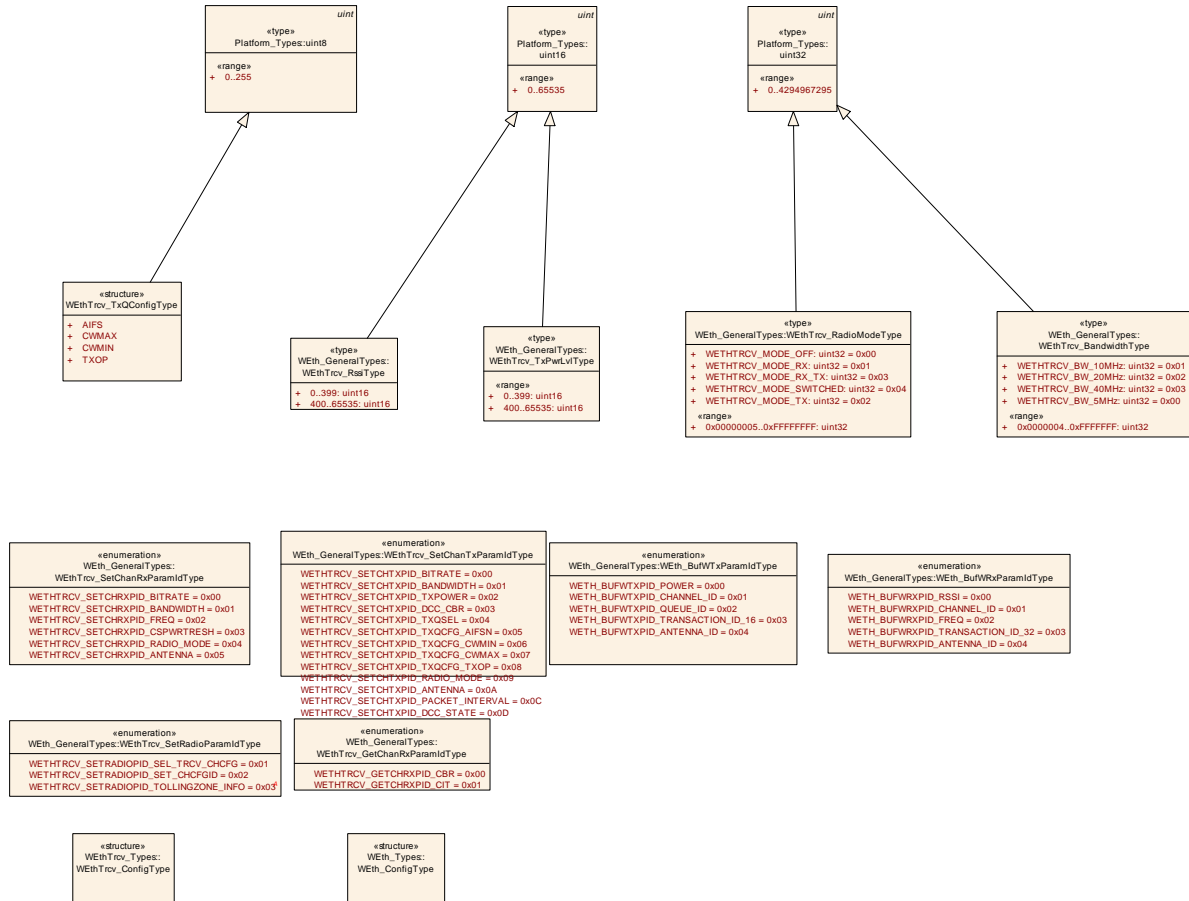 uint
«type»
Platform_Types::uint8
«range»
+ 0..255
uint
«type»
Platform_Types::
uint16
«range»
+ 0..65535
uint
«type»
Platform_Types::
uint32
«range»
+ 0..4294967295
«structure»
WEthTrcv_TxQConfigType
+ AIFS
+ CWMAX
+ CWMIN
+ TXOP
«type»
WEth_GeneralTypes::
WEthTrcv_RssiType
+ 0..399: uint16
+ 400..65535: uint16
«type»
WEth_GeneralTypes::
WEthTrcv_TxPwrLvlType
«range»
+ 0..399: uint16
+ 400..65535: uint16
«type»
WEth_GeneralTypes::WEthTrcv_RadioModeType
+ WETHTRCV_MODE_OFF: uint32 = 0x00
+ WETHTRCV_MODE_RX: uint32 = 0x01
+ WETHTRCV_MODE_RX_TX: uint32 = 0x03
+ WETHTRCV_MODE_SWITCHED: uint32 = 0x04
+ WETHTRCV_MODE_TX: uint32 = 0x02
«range»
+ 0x00000005..0xFFFFFFFF: uint32
«type»
WEth_GeneralTypes::
WEthTrcv_BandwidthType
+ WETHTRCV_BW_10MHz: uint32 = 0x01
+ WETHTRCV_BW_20MHz: uint32 = 0x02
+ WETHTRCV_BW_40MHz: uint32 = 0x03
+ WETHTRCV_BW_5MHz: uint32 = 0x00
«range»
+ 0x0000004..0xFFFFFFF: uint32
«enumeration»
WEth_GeneralTypes::
WEthTrcv_SetChanRxParamIdType
WETHTRCV_SETCHRXPID_BITRATE = 0x00
WETHTRCV_SETCHRXPID_BANDWIDTH = 0x01
WETHTRCV_SETCHRXPID_FREQ = 0x02
WETHTRCV_SETCHRXPID_CSPWRTRESH = 0x03
WETHTRCV_SETCHRXPID_RADIO_MODE = 0x04
WETHTRCV_SETCHRXPID_ANTENNA = 0x05
«enumeration»
WEth_GeneralTypes::WEthTrcv_SetChanTxParamIdType
WETHTRCV_SETCHTXPID_BITRATE = 0x00
WETHTRCV_SETCHTXPID_BANDWIDTH = 0x01
WETHTRCV_SETCHTXPID_TXPOWER = 0x02
WETHTRCV_SETCHTXPID_DCC_CBR = 0x03
WETHTRCV_SETCHTXPID_TXQSEL = 0x04
WETHTRCV_SETCHTXPID_TXQCFG_AIFSN = 0x05
WETHTRCV_SETCHTXPID_TXQCFG_CWMIN = 0x06
WETHTRCV_SETCHTXPID_TXQCFG_CWMAX = 0x07
WETHTRCV_SETCHTXPID_TXQCFG_TXOP = 0x08
WETHTRCV_SETCHTXPID_RADIO_MODE = 0x09
WETHTRCV_SETCHTXPID_ANTENNA = 0x0A
WETHTRCV_SETCHTXPID_PACKET_INTERVAL = 0x0C
WETHTRCV_SETCHTXPID_DCC_STATE = 0x0D
«enumeration»
WEth_GeneralTypes::WEth_BufWTxParamIdType
WETH_BUFWTXPID_POWER = 0x00
WETH_BUFWTXPID_CHANNEL_ID = 0x01
WETH_BUFWTXPID_QUEUE_ID = 0x02
WETH_BUFWTXPID_TRANSACTION_ID_16 = 0x03
WETH_BUFWTXPID_ANTENNA_ID = 0x04
«enumeration»
WEth_GeneralTypes::WEth_BufWRxParamIdType
WETH_BUFWRXPID_RSSI = 0x00
WETH_BUFWRXPID_CHANNEL_ID = 0x01
WETH_BUFWRXPID_FREQ = 0x02
WETH_BUFWRXPID_TRANSACTION_ID_32 = 0x03
WETH_BUFWRXPID_ANTENNA_ID = 0x04
«enumeration»
WEth_GeneralTypes::WEthTrcv_SetRadioParamIdType
WETHTRCV_SETRADIOPID_SEL_TRCV_CHCFG = 0x01
WETHTRCV_SETRADIOPID_SET_CHCFGID = 0x02
WETHTRCV_SETRADIOPID_TOLLINGZONE_INFO = 0x03
«enumeration»
WEth_GeneralTypes::
WEthTrcv_GetChanRxParamIdType
WETHTRCV_GETCHRXPID_CBR = 0x00
WETHTRCV_GETCHRXPID_CIT = 0x01
«structure»
WEthTrcv_Types::
WEthTrcv_ConfigType
«structure»
WEth_Types::
WEth_ConfigType